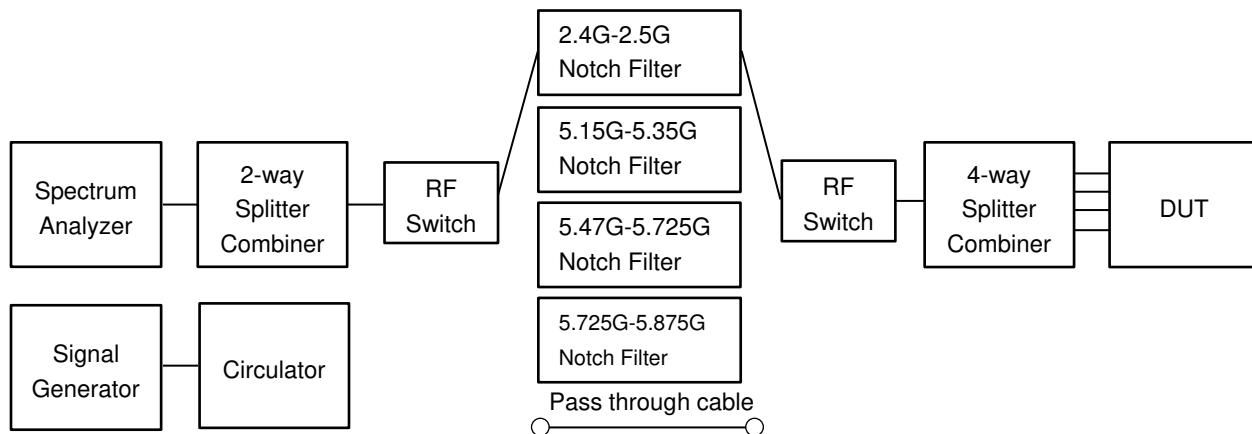 2.4G-2.5G
Notch Filter
5.15G-5.35G
Notch Filter
5.47G-5.725G
Notch Filter
5.725G-5.875G
Notch Filter
Pass through cable
Spectrum
Analyzer
2-way
Splitter
Combiner
RF
Switch
RF
Switch
4-way
Splitter
Combiner
DUT
Signal
Generator
Circulator